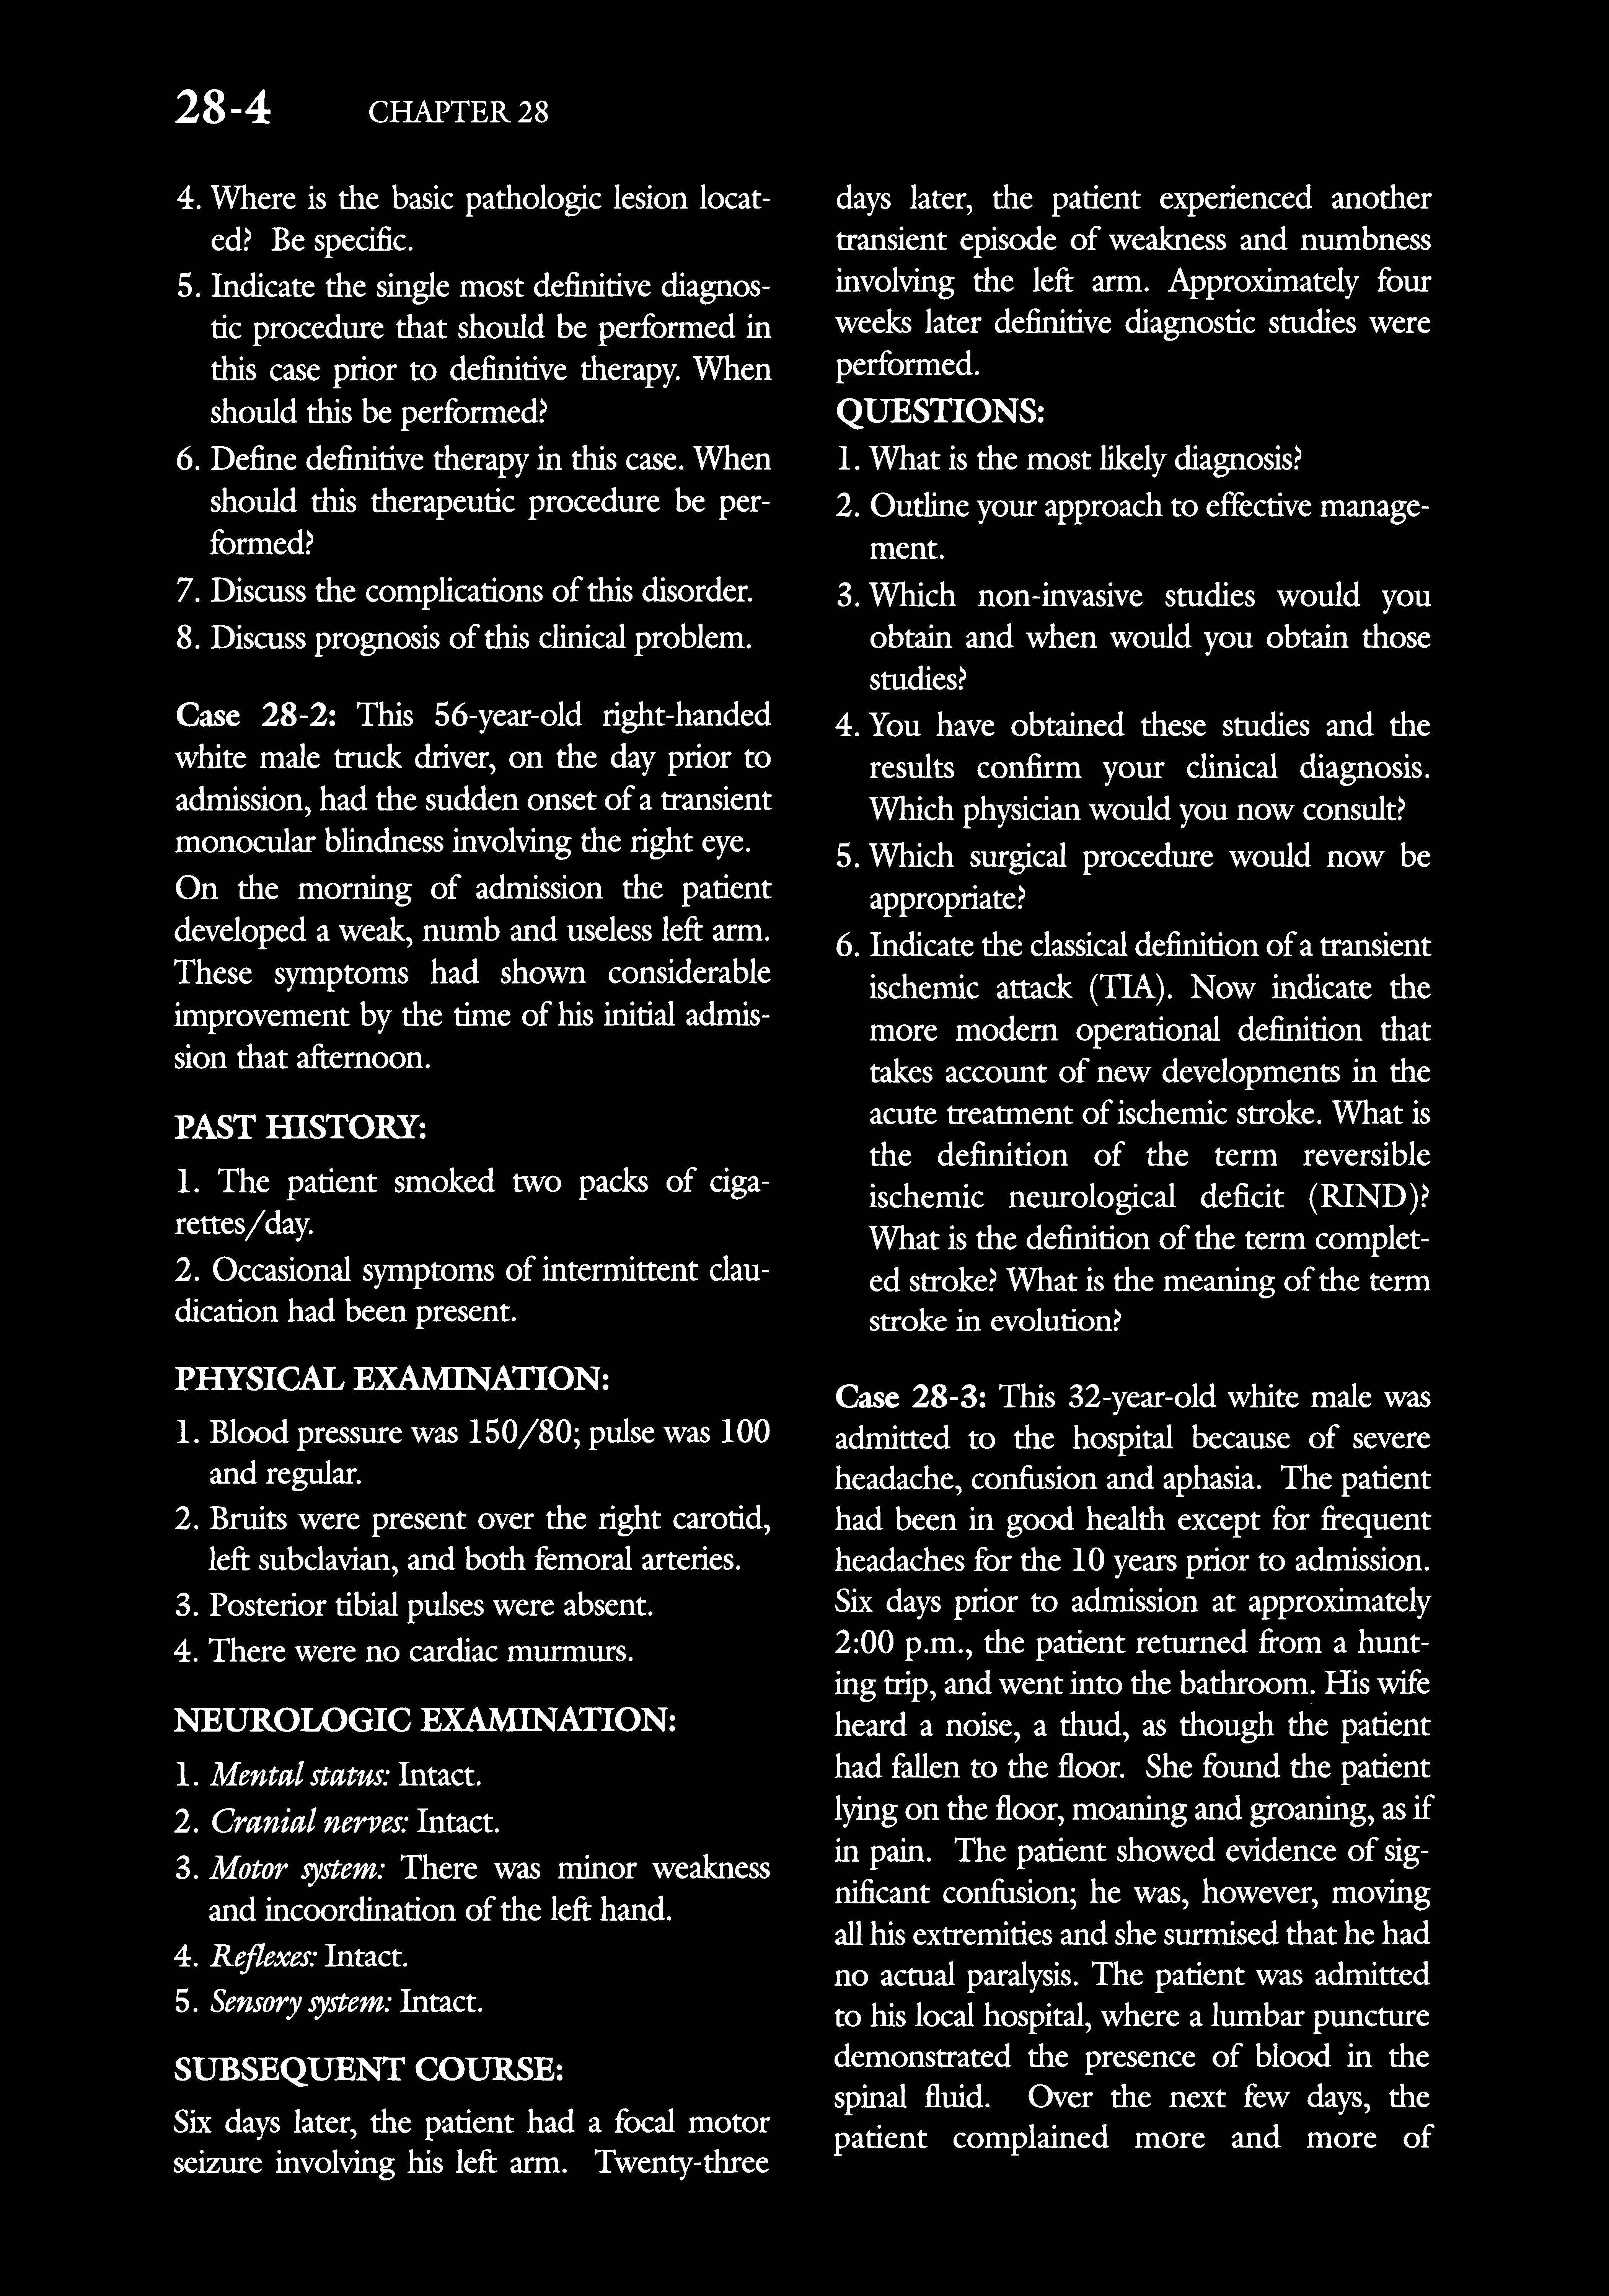 28-4 CHAPTER 28
4. Where is the basic pathologic lesion locat-
ed? Be specific.
5. Indicate the single most definitive diagnos-
tic procedure that should be performed in
this case prior to definitive therapy. When
should this be performed?
6. Define definitive therapy in this case. When
should this therapeutic procedure be per-
formed?
7. Discuss the complications of this disorder.
8. Discuss prognosis of this clinical problem.
Case 28-2: This 56-year-old right-handed
white male truck driver, on the day prior to
admission, had the sudden onset of a transient
monocular blindness involving the right eye.
On the morning of admission the patient
developed a weak, numb and useless left arm.
These symptoms had shown considerable
improvement by the time of his initial admis-
sion that afternoon.
PAST HISTORY:
1. The patient smoked two packs of ciga-
rettes/day.
2. Occasional symptoms of intermittent clau-
dication had been present.
PHYSICAL EXAMINATION:
1. Blood pressure was 150/80; pulse was 100
and regular.
2. Bruits were present over the right carotid,
left subclavian, and both femoral arteries.
3. Posterior tibial pulses were absent.
4. There were no cardiac murmurs.
NEUROLOGIC EXAMINATION:
1. Mental status: Intact.
2. Cranial nerves: Intact.
3. Motor system: There was minor weakness
and incoordination of the left hand.
4. Reflexes: Intact.
5. Sensory system: Intact.
SUBSEQUENT COURSE:
Six days later, the patient had a focal motor
seizure involving his left arm. Twenty-three
days later, the patient experienced another
transient episode of weakness and numbness
involving the left arm. Approximately four
weeks later definitive diagnostic studies were
performed.
QUESTIONS:
1. What is the most likely diagnosis?
2. Outline your approach to effective manage-
ment.
3. Which non-invasive studies would you
obtain and when would you obtain those
studies?
4. You have obtained these studies and the
results confirm your clinical diagnosis.
Which physician would you now consult?
5. Which surgical procedure would now be
appropriate?
6. Indicate the classical definition of a transient
ischemic attack (TIA). Now indicate the
more modern operational definition that
takes account of new developments in the
acute treatment of ischemic stroke. What is
the definition of the term reversible
ischemic neurological deficit (RIND)?
What is the definition of the term complet-
ed stroke? What is the meaning of the term
stroke in evolution?
Case 28-3: This 32-year-old white male was
admitted to the hospital because of severe
headache, confusion and aphasia. The patient
had been in good health except for frequent
headaches for the 10 years prior to admission.
Six days prior to admission at approximately
2:00 p.m., the patient returned from a hunt-
ing trip, and went into the bathroom. His wife
heard a noise, a thud, as though the patient
had fallen to the floor. She found the patient
lying on the floor, moaning and groaning, as if
in pain. The patient showed evidence of sig-
nificant confusion; he was, however, moving
all his extremities and she surmised that he had
no actual paralysis. The patient was admitted
to his local hospital, where a lumbar puncture
demonstrated the presence of blood in the
spinal fluid. Over the next few days, the
patient complained more and more of